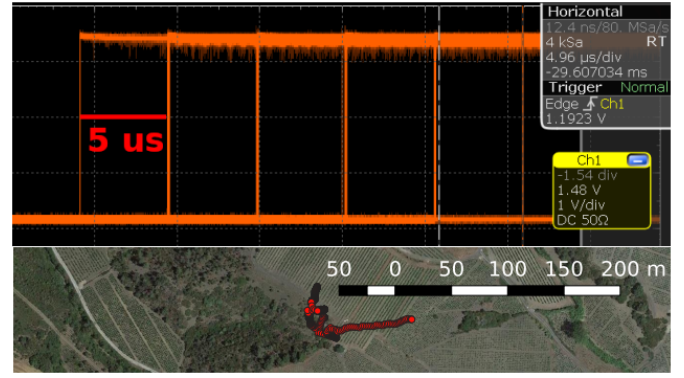 Horizontal
12.4 ns/80. MSa/s
4 kSa RT
4.96 µs/div
-29.607034 ms
Trigger Normal
Edge Ch1
1.1923 V
5 us
Ch1
-1.54 div
1.48 V
1 V/div
DC 50Ω
50 0 50 100 150 200 m